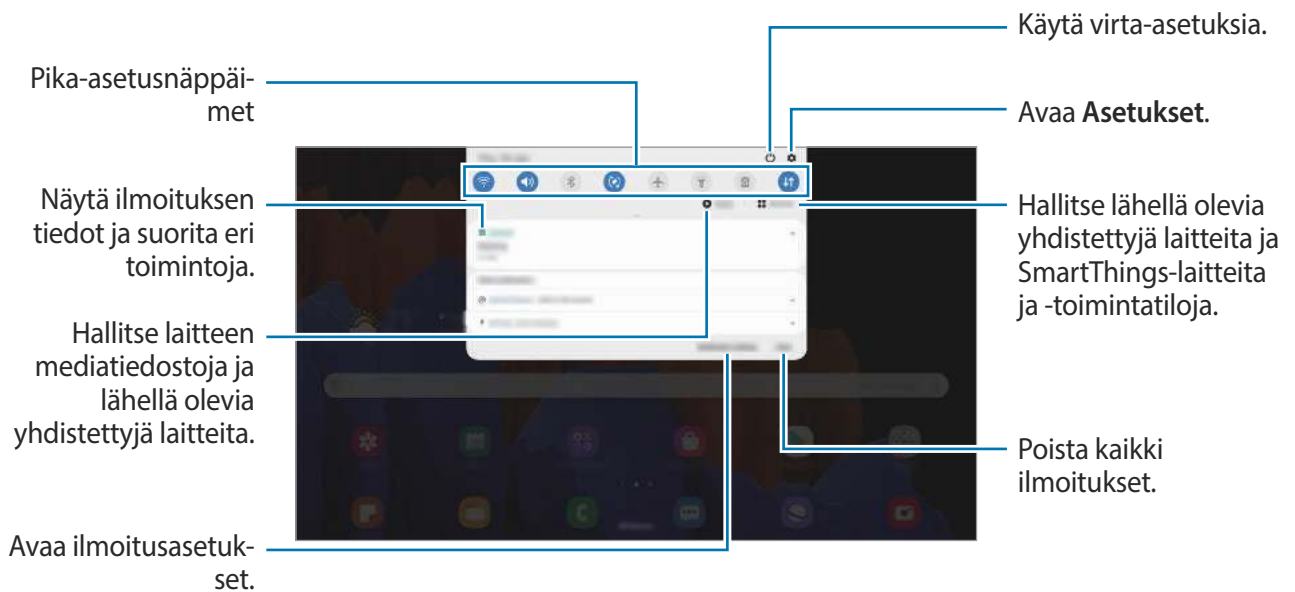 Käytä virta-asetuksia.
Pika-asetusnäppäi-
met
Avaa Asetukset.
Näytä ilmoituksen
tiedot ja suorita eri
toimintoja.
Hallitse lähellä olevia
yhdistettyjä laitteita ja
SmartThings-laitteita
ja -toimintatiloja.
Hallitse laitteen
mediatiedostoja ja
lähellä olevia
yhdistettyjä laitteita.
Poista kaikki
ilmoitukset.
Avaa ilmoitusasetuk-
set.